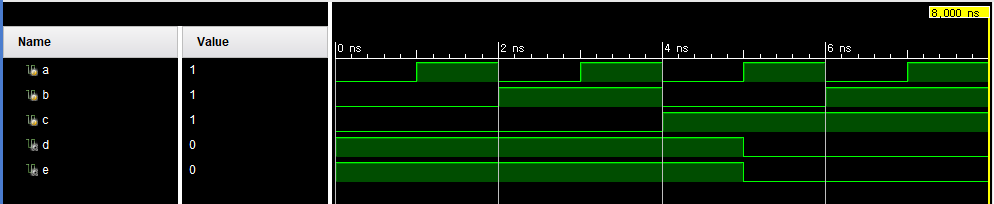 8,000 ns
Name Value
0 ns 2 ns 4 ns 6 ns
a 1
b 1
c 1
d 0
e 0